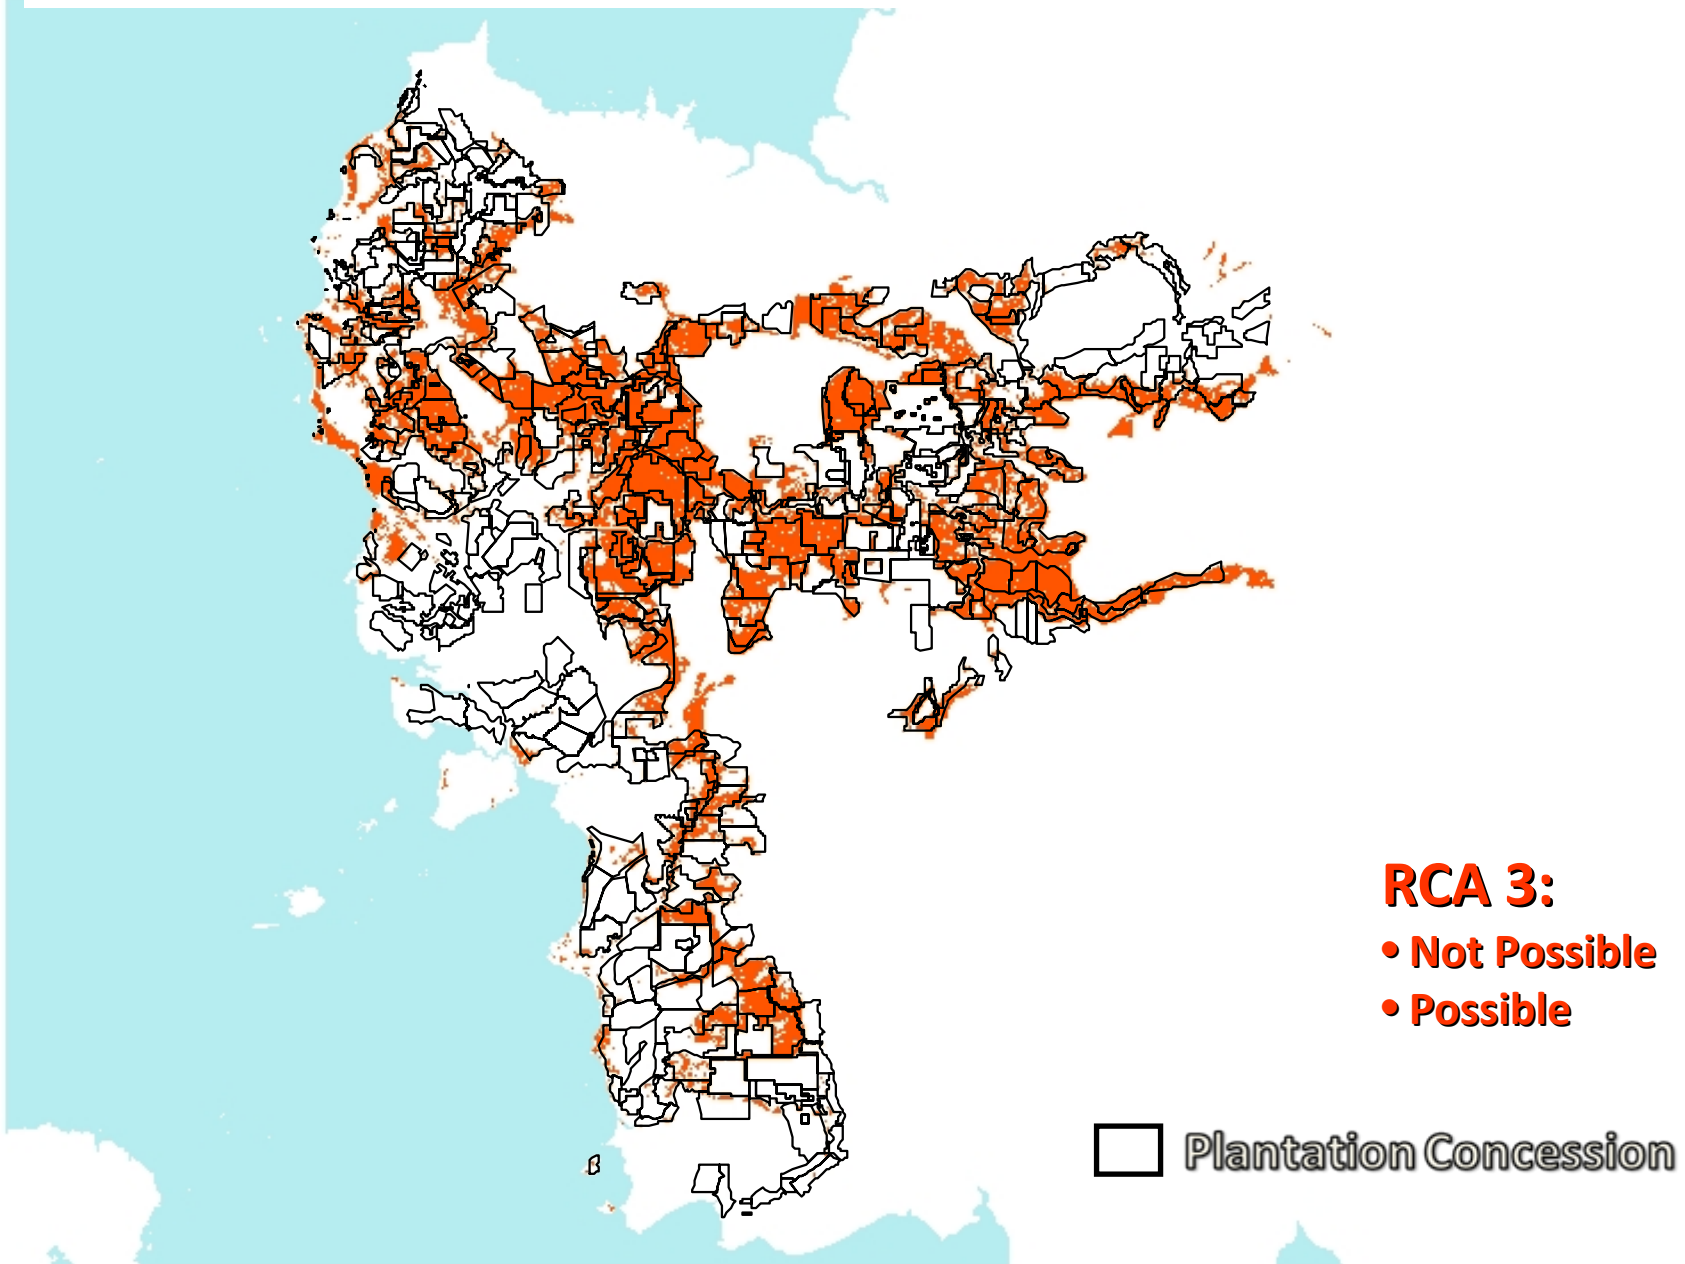 RCA 3:
• Not Possible
• Possible
Plantation Concession